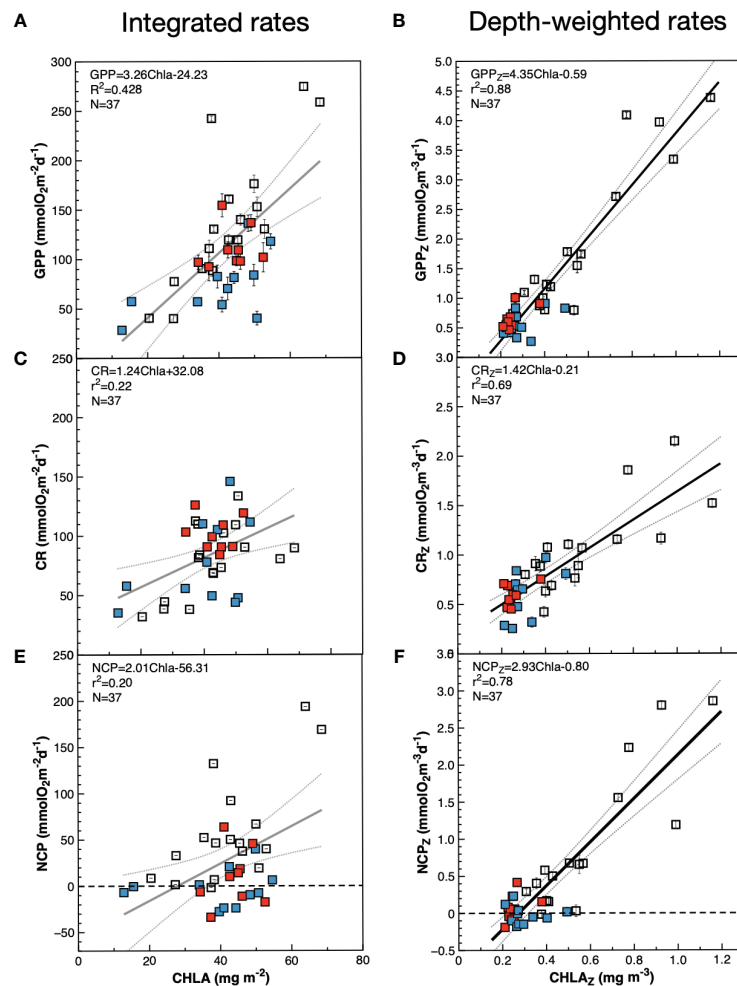 A Integrated rates
B Depth-weighted rates
300
250
200
150
100
50
GPP (mmolO₂m⁻²d⁻¹)
GPP=3.26Chla-24.23
R²=0.428
N=37
5.0
4.5
4.0
3.5
3.0
2.5
2.0
1.5
1.0
0.5
GPPZ (mmolO₂m⁻³d⁻¹)
GPPZ=4.35Chla-0.59
r²=0.88
N=37
C
250
200
150
100
50
CR (mmolO₂m⁻²d⁻¹)
CR=1.24Chla+32.08
r²=0.22
N=37
D
2.5
2.0
1.5
1.0
0.5
CRZ (mmolO₂m⁻³d⁻¹)
CRZ=1.42Chla-0.21
r²=0.69
N=37
E
250
200
150
100
50
0
−50
NCP (mmolO₂m⁻²d⁻¹)
NCP=2.01Chla-56.31
r²=0.20
N=37
0 20 40 60 80
CHLA (mg m⁻²)
F
3.0
2.5
2.0
1.5
1.0
0.5
0
−0.5
NCPZ (mmolO₂m⁻³d⁻¹)
NCPZ=2.93Chla-0.80
r²=0.78
N=37
0 0.2 0.4 0.6 0.8 1.0 1.2
CHLAZ (mg m⁻³)